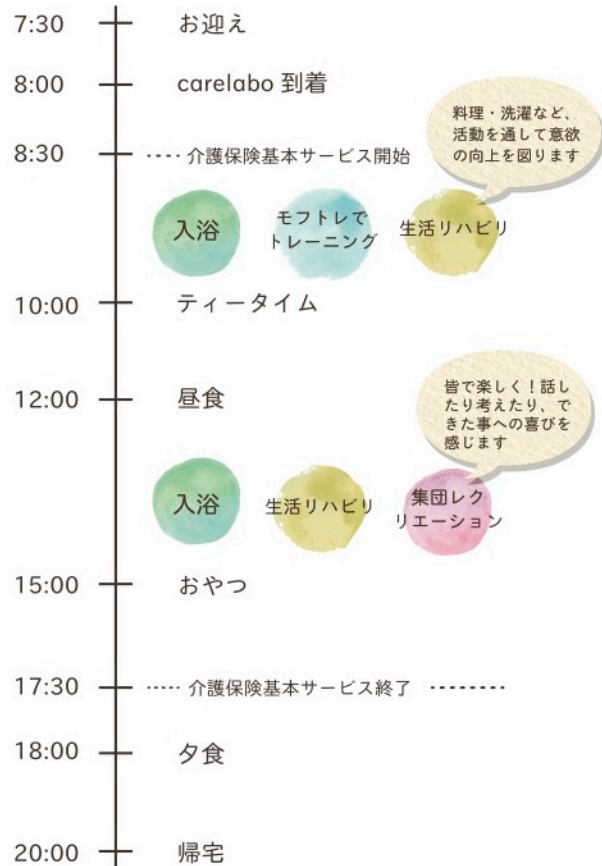 7:30 お迎え
8:00 carelabo 到着
8:30 介護保険基本サービス開始
料理・洗濯など、
活動を通して意欲
の向上を図ります
入浴
モフトレで
トレーニング
生活リハビリ
10:00 ティータイム
12:00 昼食
皆で楽しく！話し
たり考えたり、で
きた事への喜びを
感じます
入浴
生活リハビリ
集団レク
リエーション
15:00 おやつ
17:30 介護保険基本サービス終了
18:00 夕食
20:00 帰宅